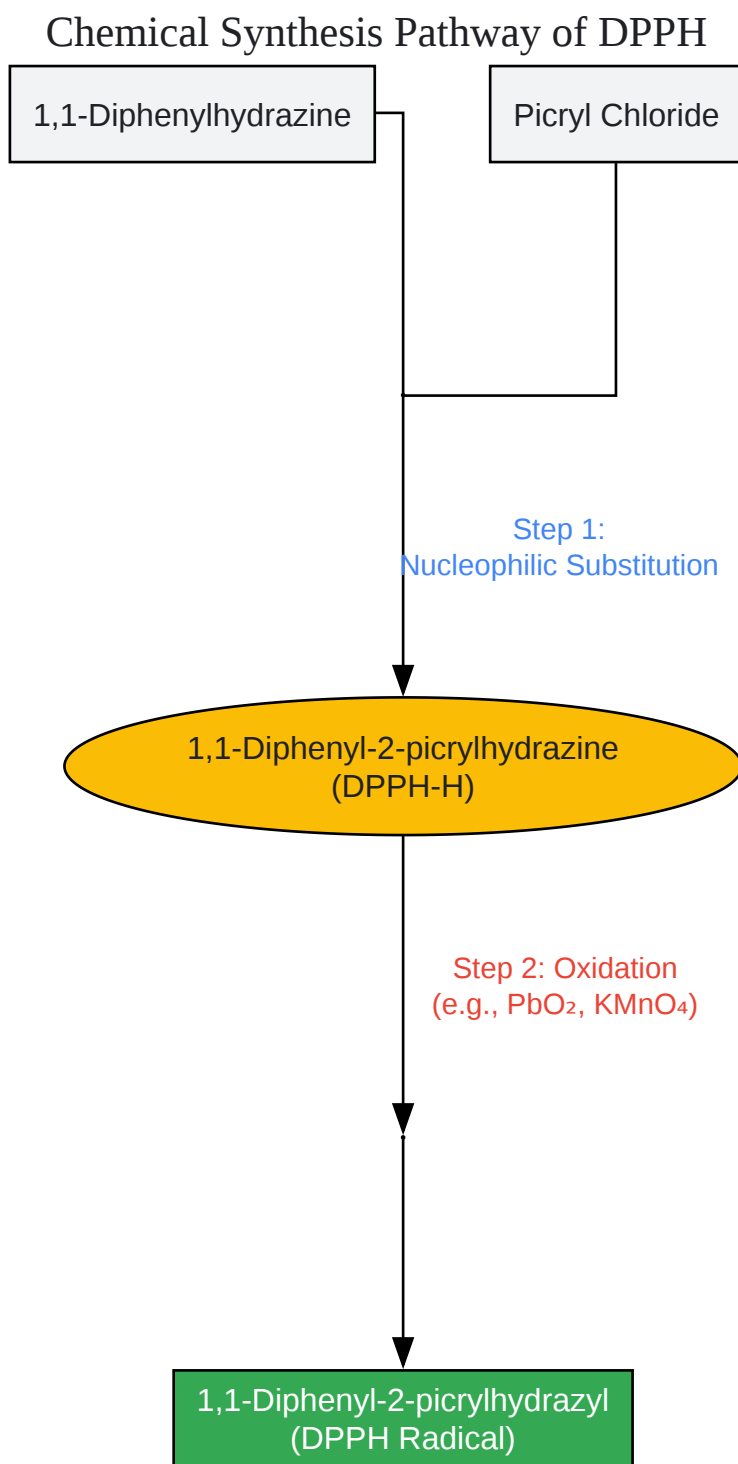 Chemical Synthesis Pathway of DPPH
1,1-Diphenylhydrazine
Picryl Chloride
Step 1:
Nucleophilic Substitution
1,1-Diphenyl-2-picrylhydrazine
(DPPH-H)
Step 2: Oxidation
(e.g., PbO₂, KMnO₄)
1,1-Diphenyl-2-picrylhydrazyl
(DPPH Radical)